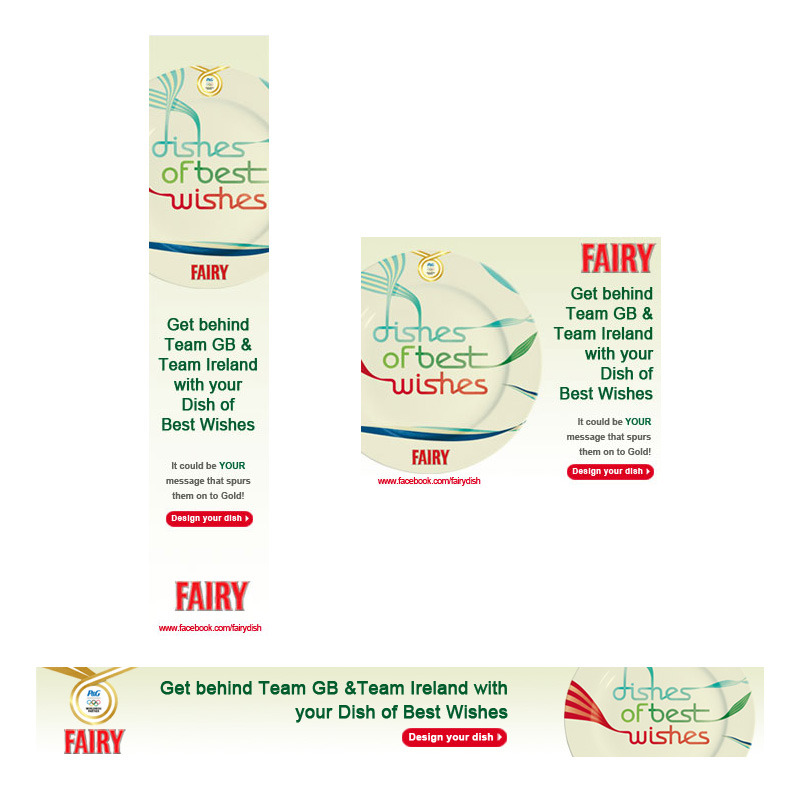 P&G
dishes
of best
wishes
FAIRY
Get behind
Team GB &
Team Ireland
with your
Dish of
Best Wishes
It could be YOUR
message that spurs
them on to Gold!
Design your dish
FAIRY
www.facebook.com/fairydish
P&G
dishes
of best
wishes
FAIRY
www.facebook.com/fairydish
FAIRY
Get behind
Team GB &
Team Ireland
with your
Dish of
Best Wishes
It could be YOUR
message that spurs
them on to Gold!
Design your dish
P&G
FAIRY
Get behind Team GB &Team Ireland with
your Dish of Best Wishes
Design your dish
dishes
of best
wishes